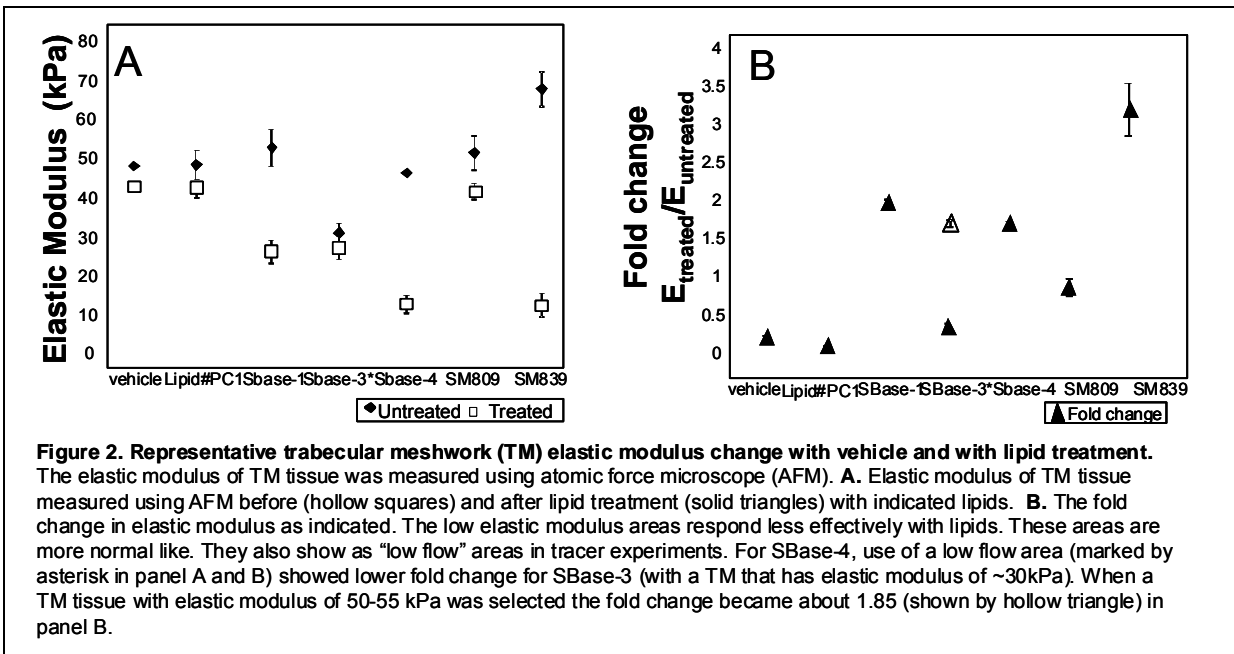 A
Elastic Modulus (kPa)
80
70
60
50
40
30
20
10
0
vehicle Lipid#PC1 Sbase-1 Sbase-3* Sbase-4 SM809 SM839
Untreated Treated
B
Fold change
E treated/E untreated
4
3.5
3
2.5
2
1.5
1
0.5
0
vehicle Lipid#PC1 SBase-1 SBase-3* Sbase-4 SM809 SM839
Fold change
Figure 2. Representative trabecular meshwork (TM) elastic modulus change with vehicle and with lipid treatment.
The elastic modulus of TM tissue was measured using atomic force microscope (AFM). A. Elastic modulus of TM tissue
measured using AFM before (hollow squares) and after lipid treatment (solid triangles) with indicated lipids. B. The fold
change in elastic modulus as indicated. The low elastic modulus areas respond less effectively with lipids. These areas are
more normal like. They also show as "low flow" areas in tracer experiments. For SBase-4, use of a low flow area (marked by
asterisk in panel A and B) showed lower fold change for SBase-3 (with a TM that has elastic modulus of ~30kPa). When a
TM tissue with elastic modulus of 50-55 kPa was selected the fold change became about 1.85 (shown by hollow triangle) in
panel B.